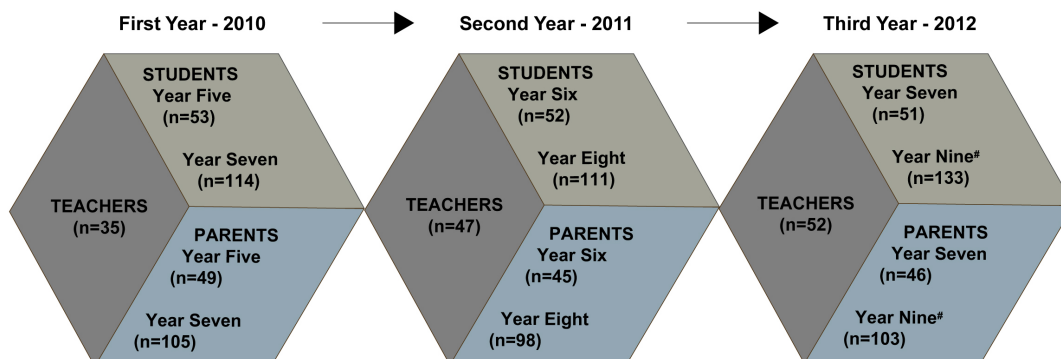 First Year - 2010
Second Year - 2011
Third Year - 2012
STUDENTS
Year Five
(n=53)
Year Seven
(n=114)
TEACHERS
(n=35)
PARENTS
Year Five
(n=49)
Year Seven
(n=105)
STUDENTS
Year Six
(n=52)
Year Eight
(n=111)
TEACHERS
(n=47)
PARENTS
Year Six
(n=45)
Year Eight
(n=98)
STUDENTS
Year Seven
(n=51)
Year Nine#
(n=133)
TEACHERS
(n=52)
PARENTS
Year Seven
(n=46)
Year Nine#
(n=103)